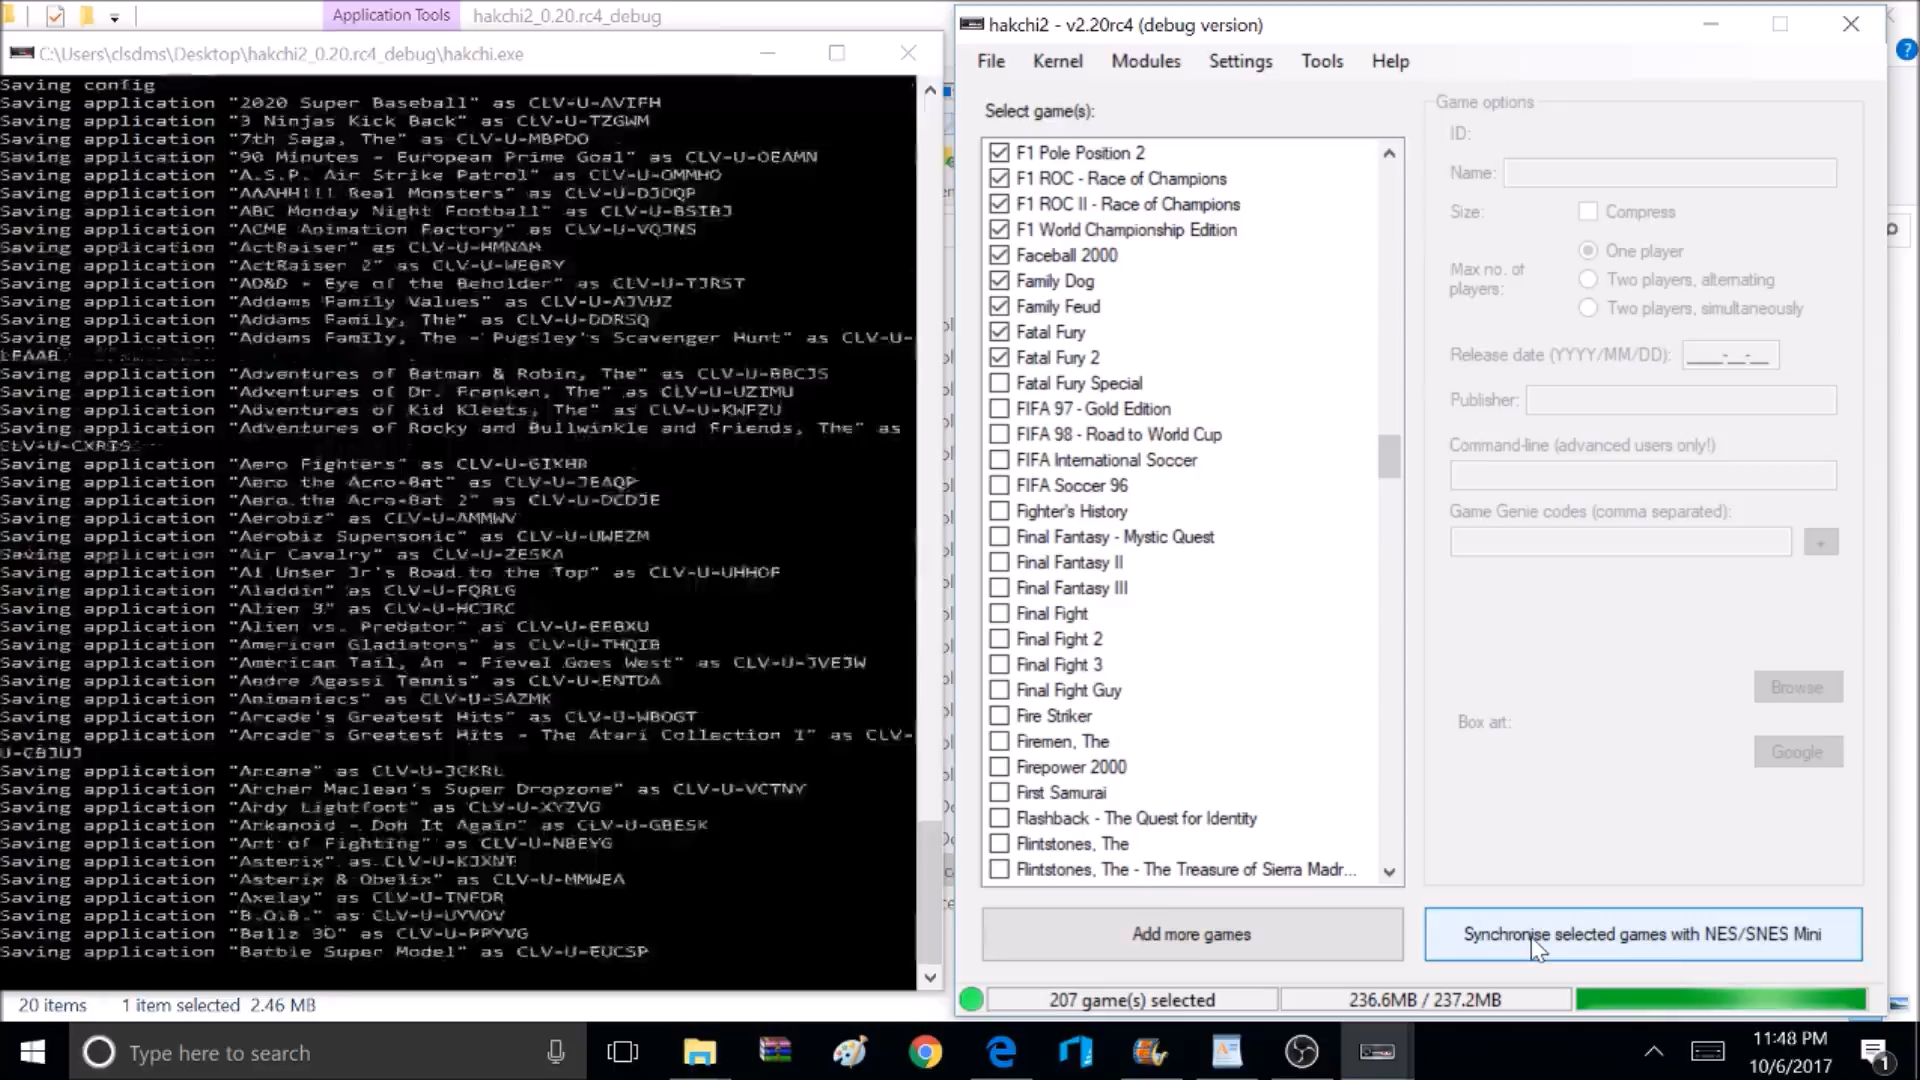 Application Tools
hakchi2_0.20.rc4_debug
C:\Users\clsdms\Desktop\hakchi2_0.20.rc4_debug\hakchi.exe
Saving config
Saving application "2020 Super Baseball" as CLV-U-AVIFH
Saving application "3 Ninjas Kick Back" as CLV-U-TZGWM
Saving application "7th Saga, The" as CLV-U-MBPDO
Saving application "90 Minutes - European Prime Goal" as CLV-U-OEAMN
Saving application "A.S.P. Air Strike Patrol" as CLV-U-OMMHO
Saving application "AAAHH!!! Real Monsters" as CLV-U-DJOQP
Saving application "ABC Monday Night Football" as CLV-U-BSIBJ
Saving application "ACME Animation Factory" as CLV-U-VQJNS
Saving application "ActRaiser" as CLV-U-HMNAM
Saving application "ActRaiser 2" as CLV-U-WEBRY
Saving application "AD&D - Eye of the Beholder" as CLV-U-TJRST
Saving application "Addams Family Values" as CLV-U-AJVUZ
Saving application "Addams Family, The" as CLV-U-DDRSQ
Saving application "Addams Family, The - Pugsley's Scavenger Hunt" as CLV-U-
Saving application "Adventures of Batman & Robin, The" as CLV-U-BBCJS
Saving application "Adventures of Dr. Franken, The" as CLV-U-UZIMU
Saving application "Adventures of Kid Kleets, The" as CLV-U-KWFZU
Saving application "Adventures of Rocky and Bullwinkle and Friends, The" as
CLV-U-CXRIS
Saving application "Aero Fighters" as CLV-U-GIKHR
Saving application "Aero the Acro-Bat" as CLV-U-JEAQP
Saving application "Aero the Acro-Bat 2" as CLV-U-DCDJE
Saving application "Aerobiz" as CLV-U-AMMWV
Saving application "Aerobiz Supersonic" as CLV-U-UWEZM
Saving application "Air Cavalry" as CLV-U-ZESKA
Saving application "Al Unser Jr's Road to the Top" as CLV-U-UHHOF
Saving application "Aladdin" as CLV-U-FQRLG
Saving application "Alien 3" as CLV-U-HCJRC
Saving application "Alien vs. Predator" as CLV-U-EEBXU
Saving application "American Gladiators" as CLV-U-THQIB
Saving application "American Tail, An - Fievel Goes West" as CLV-U-JVEJW
Saving application "Andre Agassi Tennis" as CLV-U-ENTDA
Saving application "Animaniacs" as CLV-U-SAZMK
Saving application "Arcade's Greatest Hits" as CLV-U-WBOGT
Saving application "Arcade's Greatest Hits - The Atari Collection 1" as CLV-
U-CBJUJ
Saving application "Arcana" as CLV-U-JCKRL
Saving application "Archer Maclean's Super Dropzone" as CLV-U-VCTNY
Saving application "Ardy Lightfoot" as CLV-U-XYZVG
Saving application "Arkanoid - Doh It Again" as CLV-U-GBESK
Saving application "Art of Fighting" as CLV-U-NBEYG
Saving application "Asterix" as CLV-U-KJXNT
Saving application "Asterix & Obelix" as CLV-U-MMWEA
Saving application "Axelay" as CLV-U-TNFDR
Saving application "B.O.B." as CLV-U-UYVOV
Saving application "Ballz 3D" as CLV-U-PPYVG
Saving application "Barbie Super Model" as CLV-U-EUCSP
20 items 1 item selected 2.46 MB
hakchi2 - v2.20rc4 (debug version)
File Kernel Modules Settings Tools Help
Select game(s):
F1 Pole Position 2
F1 ROC - Race of Champions
F1 ROC II - Race of Champions
F1 World Championship Edition
Faceball 2000
Family Dog
Family Feud
Fatal Fury
Fatal Fury 2
Fatal Fury Special
FIFA 97 - Gold Edition
FIFA 98 - Road to World Cup
FIFA International Soccer
FIFA Soccer 96
Fighter's History
Final Fantasy - Mystic Quest
Final Fantasy II
Final Fantasy III
Final Fight
Final Fight 2
Final Fight 3
Final Fight Guy
Fire Striker
Firemen, The
Firepower 2000
First Samurai
Flashback - The Quest for Identity
Flintstones, The
Flintstones, The - The Treasure of Sierra Madr...
Game options
ID:
Name:
Size: Compress
Max no. of
players:
One player
Two players, alternating
Two players, simultaneously
Release date (YYYY/MM/DD): ____-__-__
Publisher:
Command-line (advanced users only!)
Game Genie codes (comma separated):
+
Browse
Box art:
Google
Add more games
Synchronise selected games with NES/SNES Mini
207 game(s) selected
236.6MB / 237.2MB
Type here to search
11:48 PM
10/6/2017
1